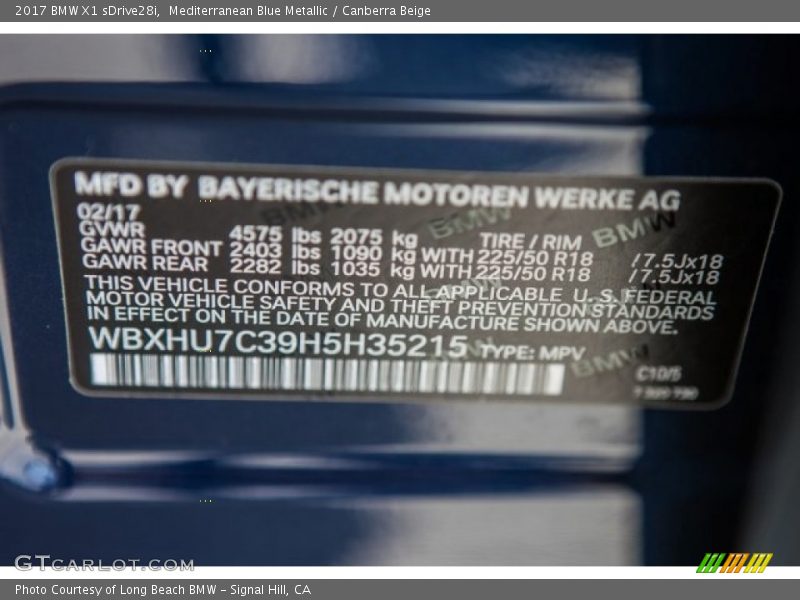 2017 BMW X1 sDrive28i,  Mediterranean Blue Metallic / Canberra Beige
MFD BY BAYERISCHE MOTOREN WERKE AG
02/17
GVWR 4575 lbs 2075 kg TIRE / RIM
GAWR FRONT 2403 lbs 1090 kg WITH 225/50 R18 /7.5Jx18
GAWR REAR 2282 lbs 1035 kg WITH 225/50 R18 /7.5Jx18
THIS VEHICLE CONFORMS TO ALL APPLICABLE U.S. FEDERAL
MOTOR VEHICLE SAFETY AND THEFT PREVENTION STANDARDS
IN EFFECT ON THE DATE OF MANUFACTURE SHOWN ABOVE.
WBXHU7C39H5H35215 TYPE: MPV
C10/5
BMW BMW BMW
BMW
GTCARLOT.COM
Photo Courtesy of Long Beach BMW - Signal Hill, CA